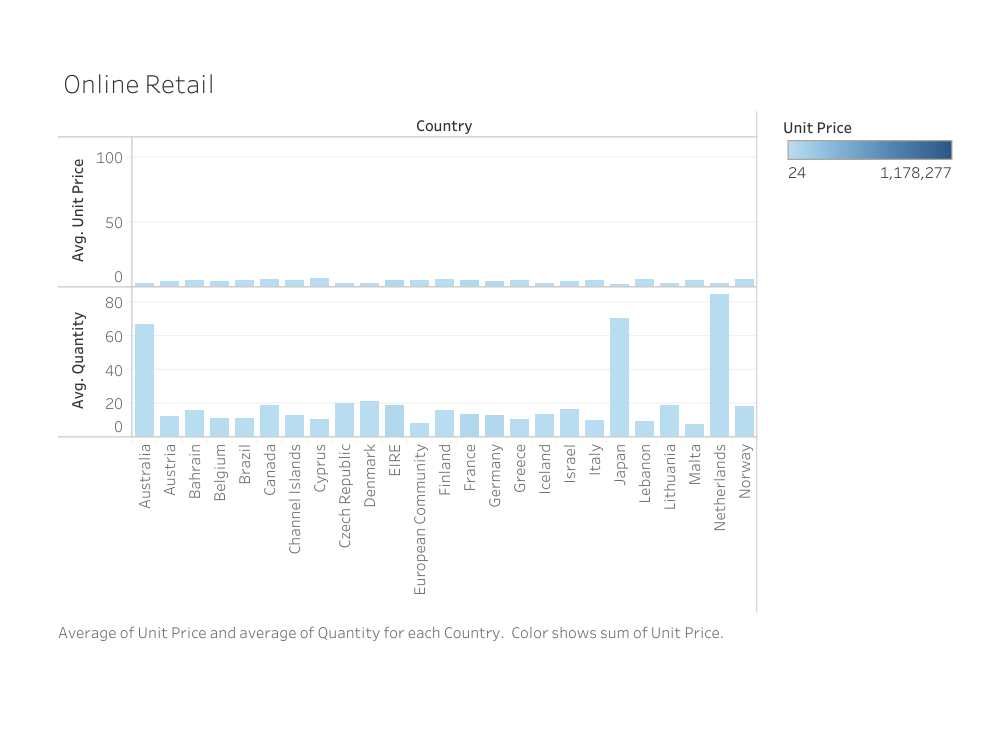 Online Retail
Country
Unit Price
24 1,178,277
Avg. Unit Price
100
50
0
Avg. Quantity
80
60
40
20
0
Australia
Austria
Bahrain
Belgium
Brazil
Canada
Channel Islands
Cyprus
Czech Republic
Denmark
EIRE
European Community
Finland
France
Germany
Greece
Iceland
Israel
Italy
Japan
Lebanon
Lithuania
Malta
Netherlands
Norway
Average of Unit Price and average of Quantity for each Country. Color shows sum of Unit Price.